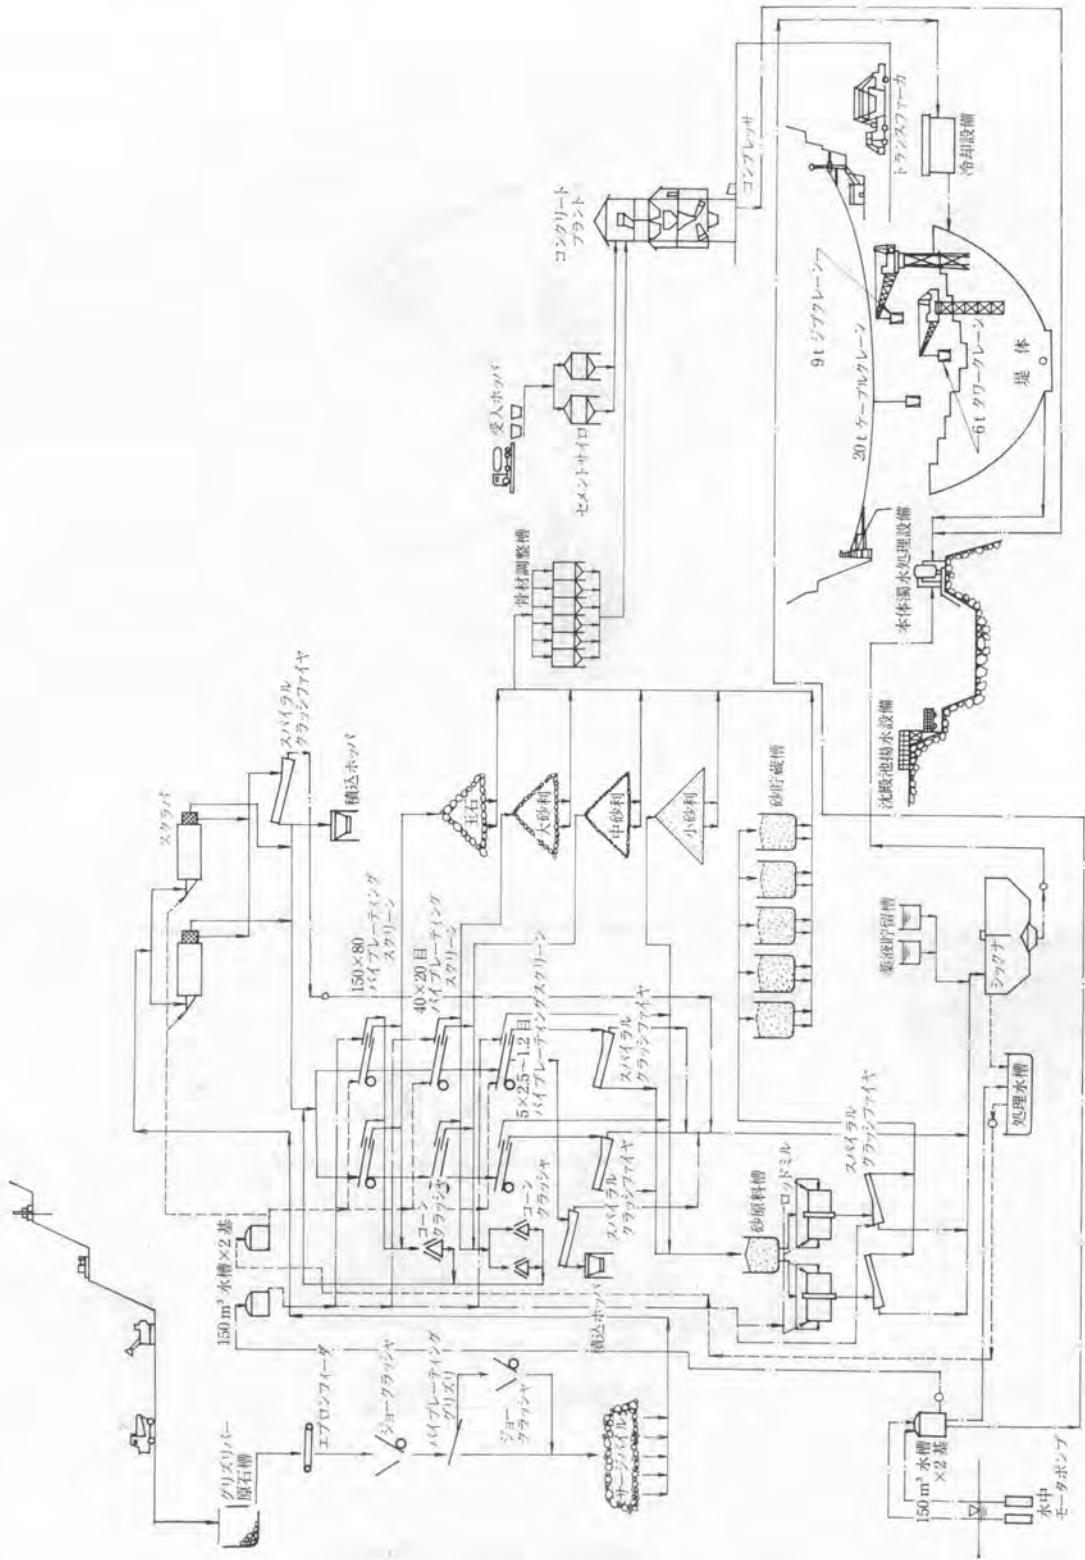 グリズリバー
原石槽
エプロンフィーダ
ジョークラッシャ
バイブレーティング
グリズリ
ジョー
クラッシャ
サージパイル
150m³水槽×2基
スクラバ
スパイラル
クラッシファイヤ
積込ホッパ
150×80
バイブレーティング
スクリーン
40×20目
バイブレーティング
スクリーン
5×2.5~1.2目
バイブレーティングスクリーン
コーン
クラッシャ
コーン
クラッシャ
スパイラル
クラッシファイヤ
スパイラル
クラッシファイヤ
積込ホッパ
玉石
大砂利
中砂利
小砂利
砂貯蔵槽
砂原料槽
ロッドミル
スパイラル
クラッシファイヤ
薬液貯留槽
シックナ
処理水槽
150m³水槽
×2基
水中
モータポンプ
骨材調整槽
受入ホッパ
セメントサイロ
コンクリート
プラント
コンプレッサ
トランスファーカ
冷却設備
9tジブクレーン
20tケーブルクレーン
6tタワークレーン
堤体
本体濁水処理設備
沈殿池揚水設備